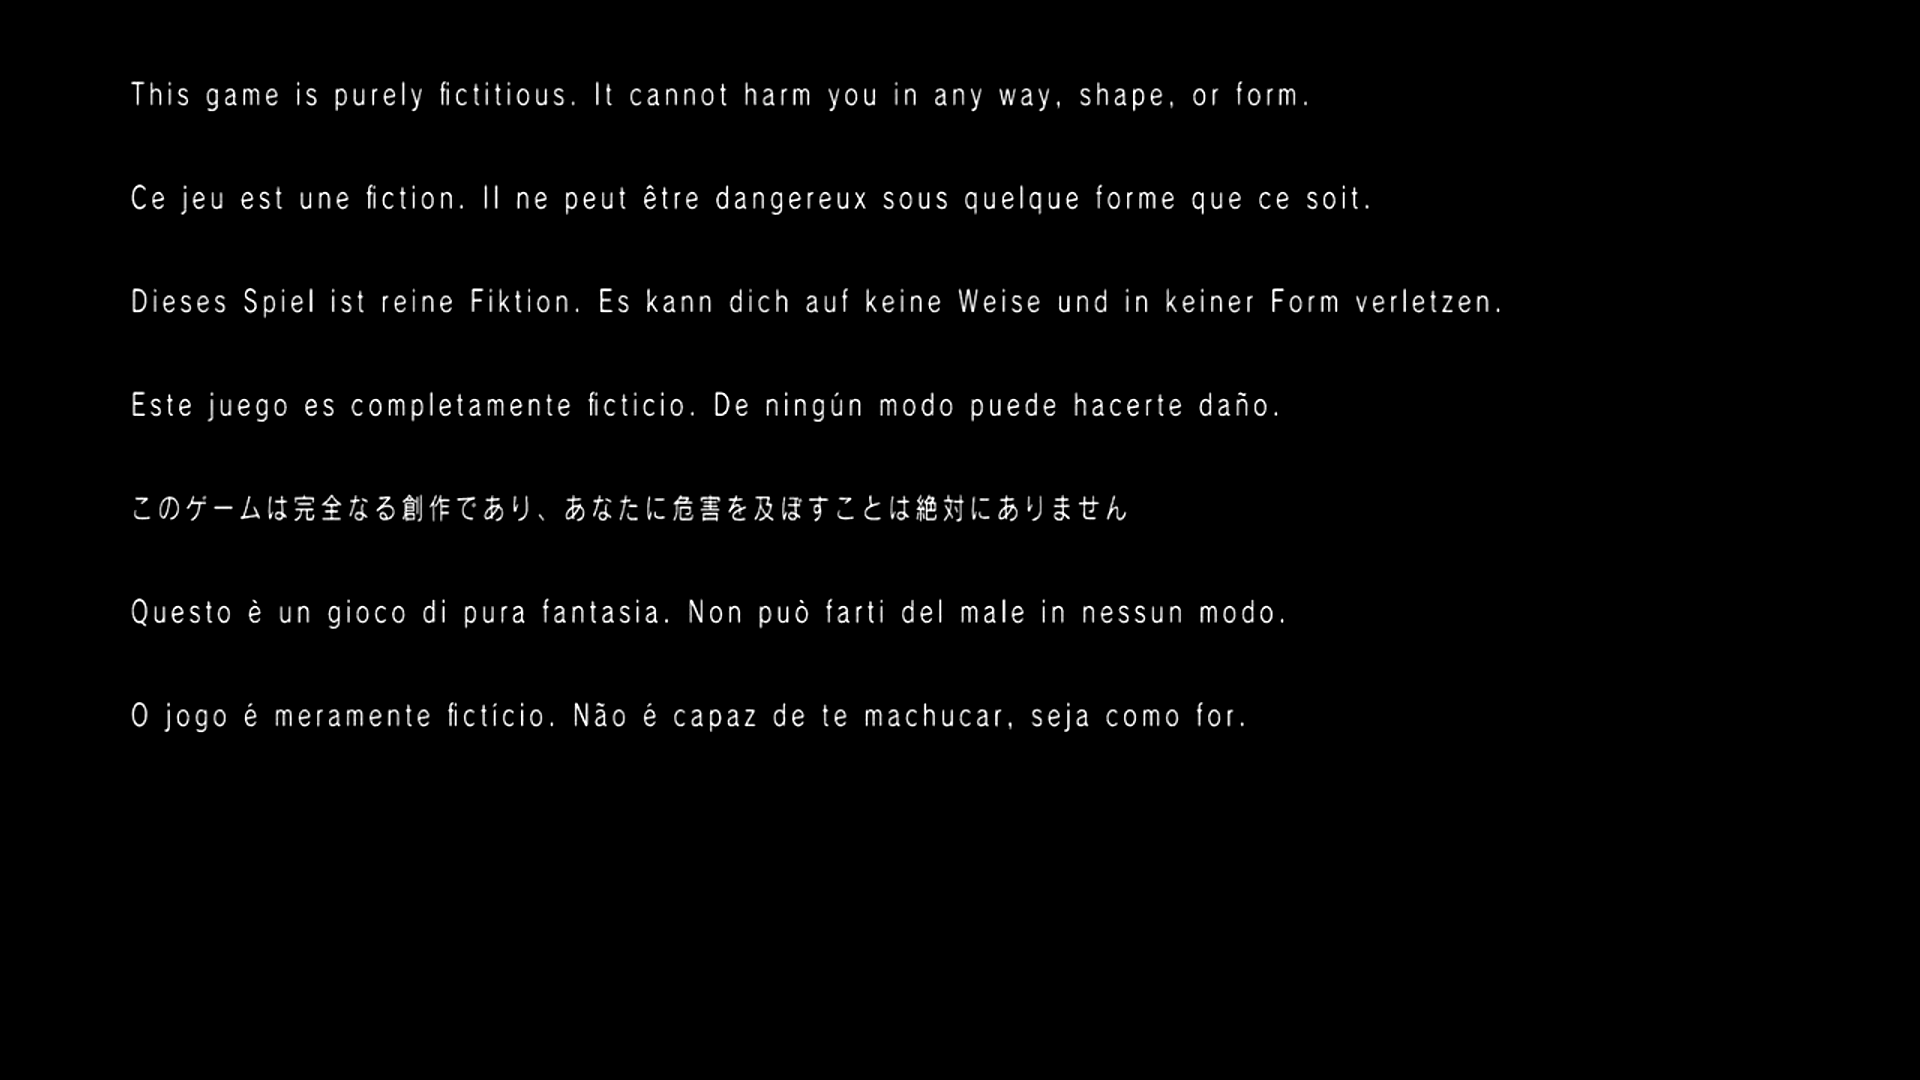 This game is purely fictitious. It cannot harm you in any way, shape, or form.
Ce jeu est une fiction. Il ne peut être dangereux sous quelque forme que ce soit.
Dieses Spiel ist reine Fiktion. Es kann dich auf keine Weise und in keiner Form verletzen.
Este juego es completamente ficticio. De ningún modo puede hacerte daño.
このゲームは完全なる創作であり、あなたに危害を及ぼすことは絶対にありません
Questo è un gioco di pura fantasia. Non può farti del male in nessun modo.
O jogo é meramente fictício. Não é capaz de te machucar, seja como for.